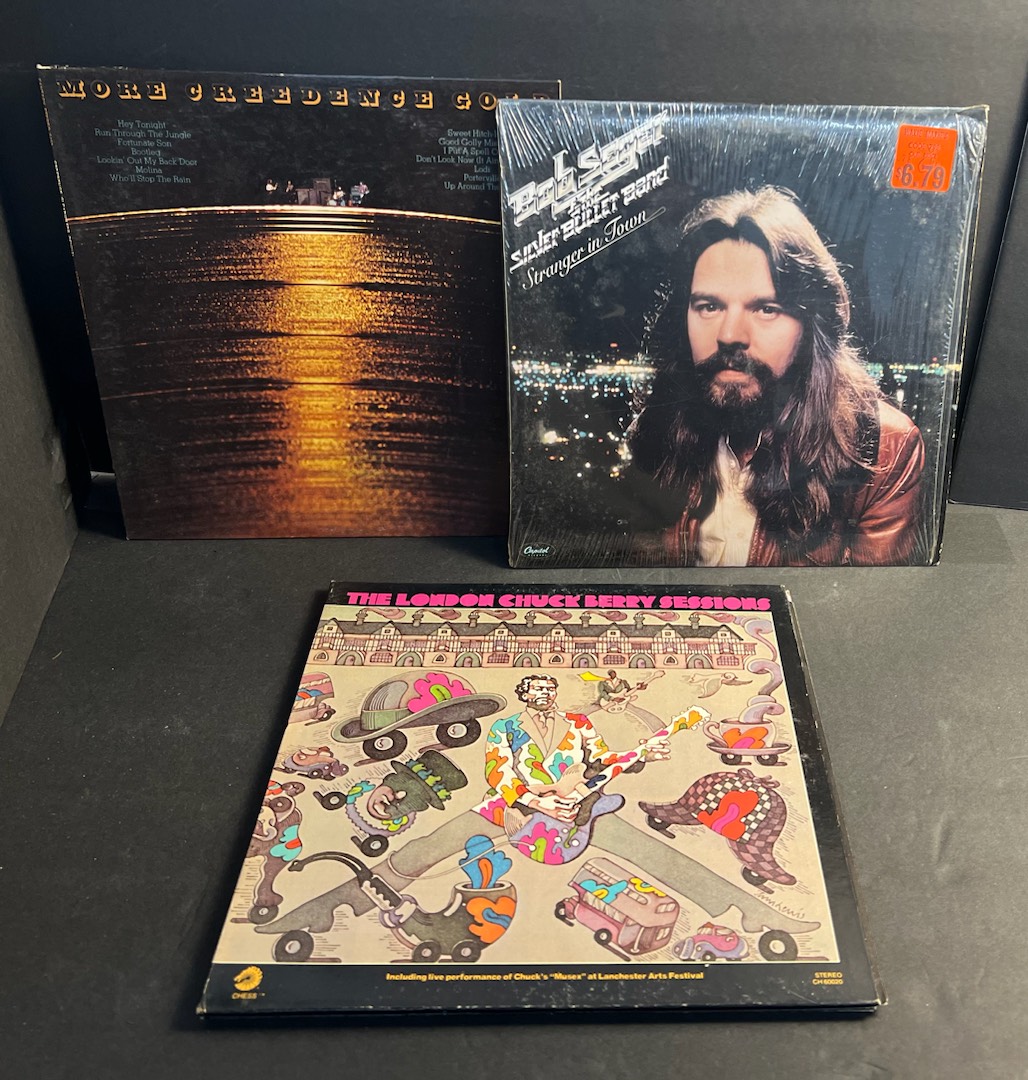 MORE CREEDENCE GOLD
Hey Tonight
Run Through The Jungle
Fortunate Son
Bootleg
Lookin' Out My Back Door
Molina
Who'll Stop The Rain
Sweet Hitch-H
Good Golly Mi
I Put A Spell O
Don't Look Now (It Ain
Lodi
Porterville
Up Around The
Bob Seger
& the
SILVER BULLET Band
Stranger in Town
$6.79
Capitol
THE LONDON CHUCK BERRY SESSIONS
Including live performance of Chuck's "Musex" at Lanchester Arts Festival
CHESS
STEREO
CH 60020